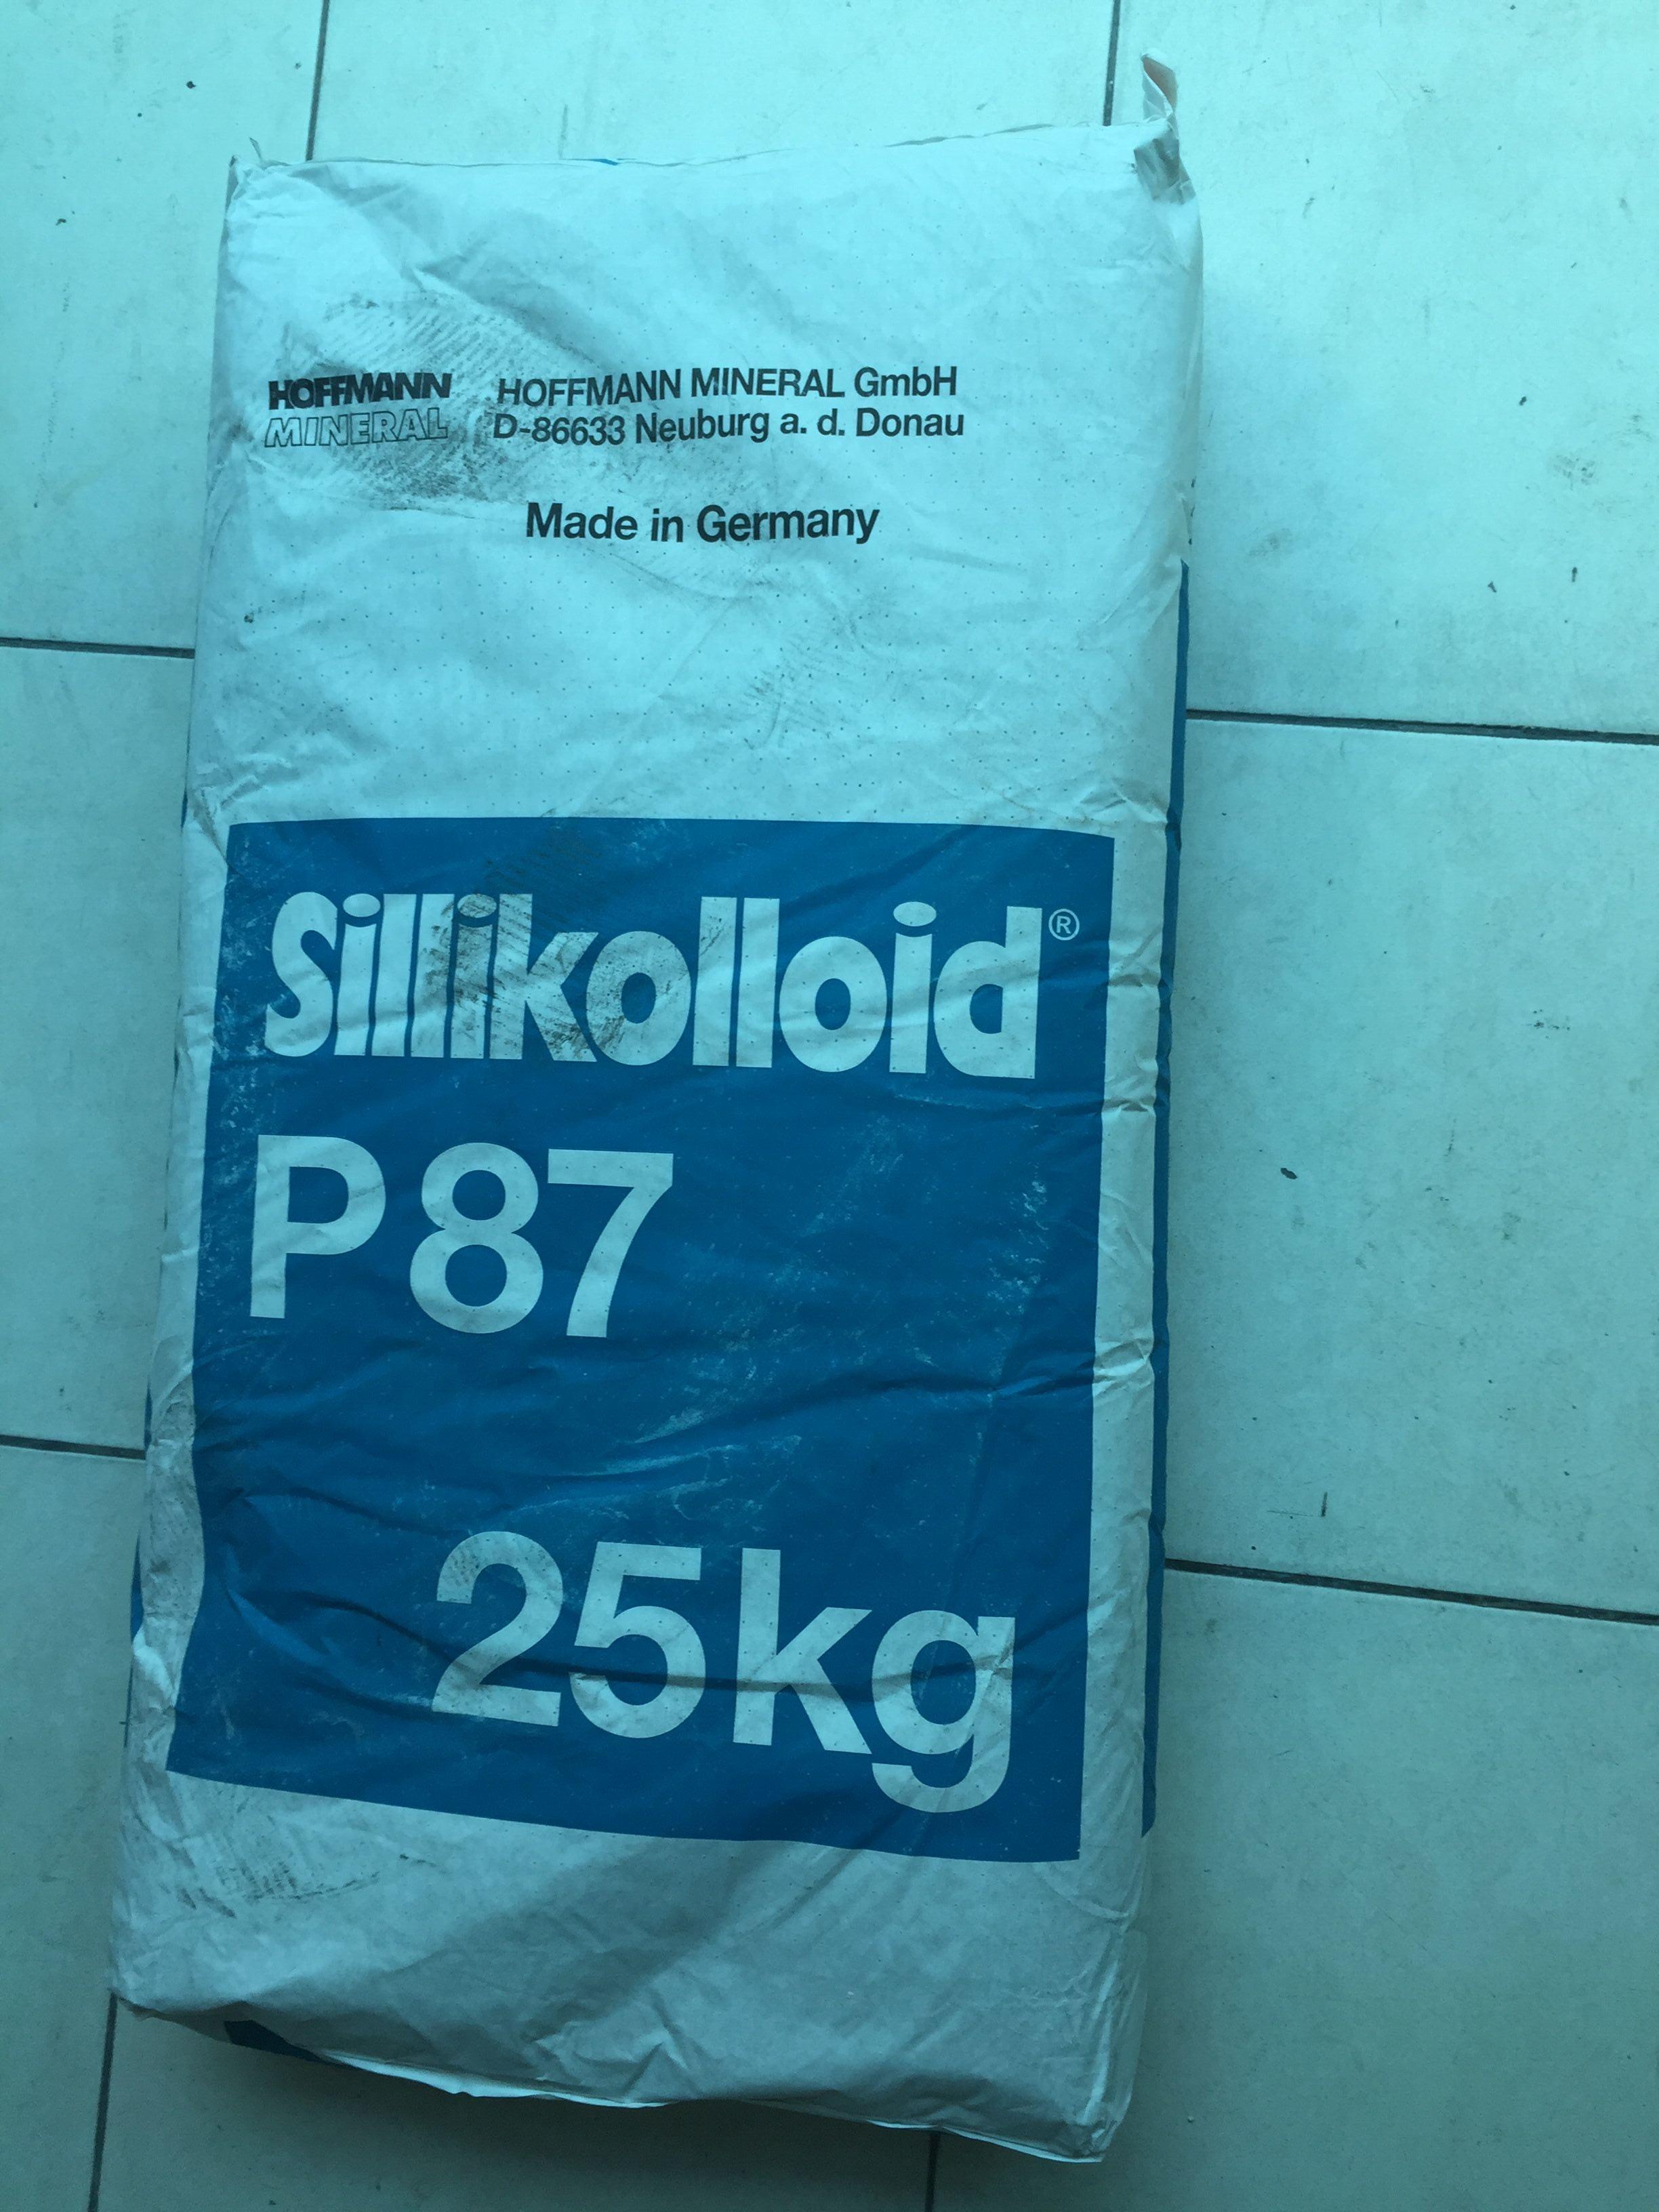 HOFFMANN
MINERAL
HOFFMANN MINERAL GmbH
D-86633 Neuburg a. d. Donau
Made in Germany
Sillikolloid®
P 87
25kg